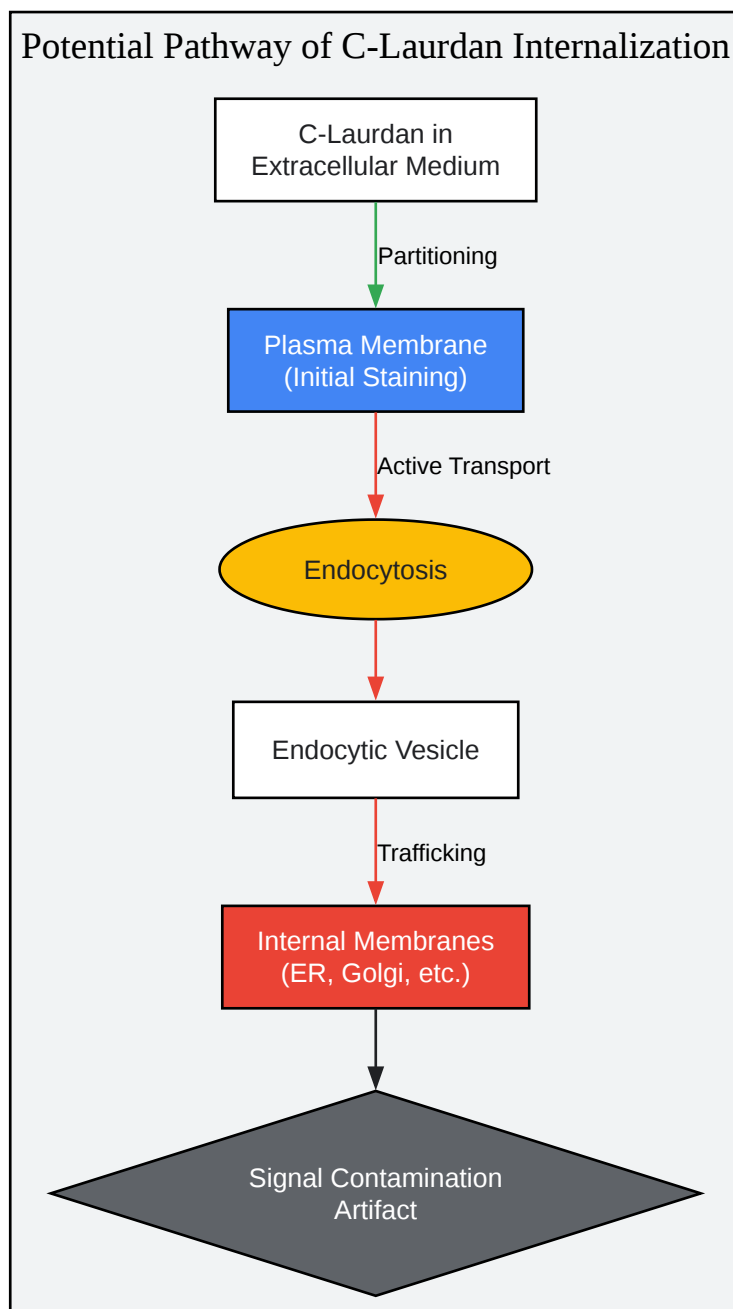 Potential Pathway of C-Laurdan Internalization
C-Laurdan in
Extracellular Medium
Partitioning
Plasma Membrane
(Initial Staining)
Active Transport
Endocytosis
Endocytic Vesicle
Trafficking
Internal Membranes
(ER, Golgi, etc.)
Signal Contamination
Artifact